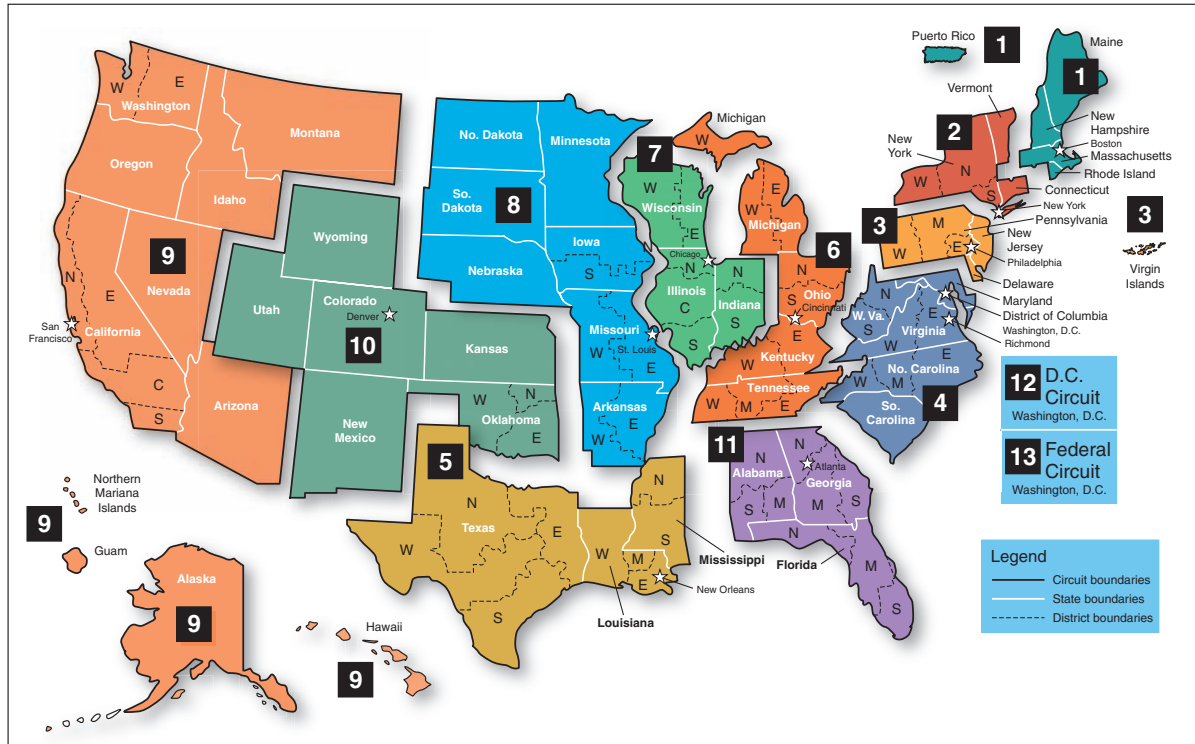 Puerto Rico
1
Maine
1
Vermont
New
Hampshire
Boston
Massachusetts
Rhode Island
2
New
York
W
N
S
Connecticut
New York
3
Pennsylvania
M
W
E
New
Jersey
Philadelphia
Delaware
3
Virgin
Islands
Maryland
District of Columbia
Washington, D.C.
Richmond
W. Va.
N
S
Virginia
E
W
No. Carolina
W
M
E
So.
Carolina
4
12
D.C.
Circuit
Washington, D.C.
13
Federal
Circuit
Washington, D.C.
Legend
Circuit boundaries
State boundaries
District boundaries
Michigan
W
E
W
Michigan
6
N
S
Ohio
Cincinnati
E
Kentucky
W
Tennessee
W
M
E
7
W
Wisconsin
E
Chicago
N
Illinois
C
S
N
Indiana
S
8
No. Dakota
Minnesota
So.
Dakota
Nebraska
N
Iowa
S
Missouri
St. Louis
W
E
Arkansas
W
E
W
E
Washington
Montana
Oregon
Idaho
9
Nevada
N
E
California
San
Francisco
C
S
Arizona
Wyoming
Utah
Colorado
Denver
10
Kansas
New
Mexico
N
W
Oklahoma
E
5
N
Texas
W
E
S
W
M
E
New Orleans
Louisiana
N
S
Mississippi
11
N
Alabama
S
M
N
Atlanta
Georgia
M
S
N
Florida
M
S
Northern
Mariana
Islands
9
Guam
Alaska
9
Hawaii
9